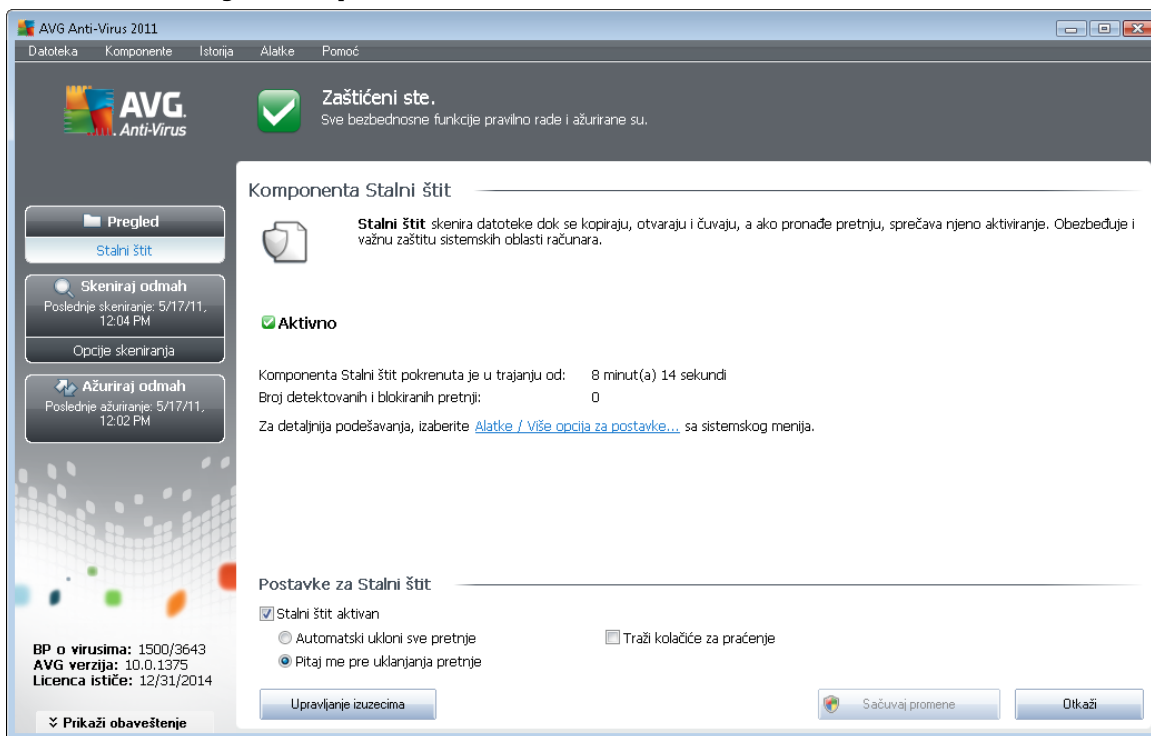 AVG Anti-Virus 2011
Datoteka Komponente Istorija Alatke Pomoć
AVG.
Anti-Virus
Zaštićeni ste.
Sve bezbednosne funkcije pravilno rade i ažurirane su.
Pregled
Stalni štit
Skeniraj odmah
Poslednje skeniranje: 5/17/11,
12:04 PM
Opcije skeniranja
Ažuriraj odmah
Poslednje ažuriranje: 5/17/11,
12:02 PM
BP o virusima: 1500/3643
AVG verzija: 10.0.1375
Licenca ističe: 12/31/2014
Prikaži obaveštenje
Komponenta Stalni štit
Stalni štit skenira datoteke dok se kopiraju, otvaraju i čuvaju, a ako pronađe pretnju, sprečava njeno aktiviranje. Obezbeđuje i
važnu zaštitu sistemskih oblasti računara.
Aktivno
Komponenta Stalni štit pokrenuta je u trajanju od: 8 minut(a) 14 sekundi
Broj detektovanih i blokiranih pretnji: 0
Za detaljnija podešavanja, izaberite Alatke / Više opcija za postavke... sa sistemskog menija.
Postavke za Stalni štit
Stalni štit aktivan
Automatski ukloni sve pretnje Traži kolačiće za praćenje
Pitaj me pre uklanjanja pretnje
Upravljanje izuzecima Sačuvaj promene Otkaži